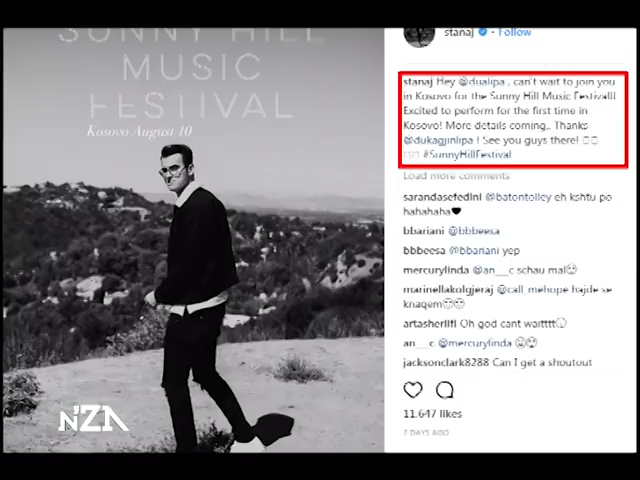 SUNNY HILL
MUSIC
FESTIVAL
Kosovo August 10
N'ZA
stanaj • Follow
stanaj Hey @dualipa , can't wait to join you
in Kosovo for the Sunny Hill Music Festival!!
Excited to perform for the first time in
Kosovo! More details coming.. Thanks
@dukagjinlipa ! See you guys there!
#SunnyHillFestival
Load more comments
sarandasefedini @batontolley eh kshtu po
hahahaha
bbariani @bbbeesa
bbbeesa @bbariani yep
mercurylinda @an__c schau mal
marinellakolgjeraj @call_mehope hajde se
knaqem
artasherifi Oh god cant waitttt
an__c @mercurylinda
jacksonclark8288 Can I get a shoutout
11,647 likes
7 DAYS AGO